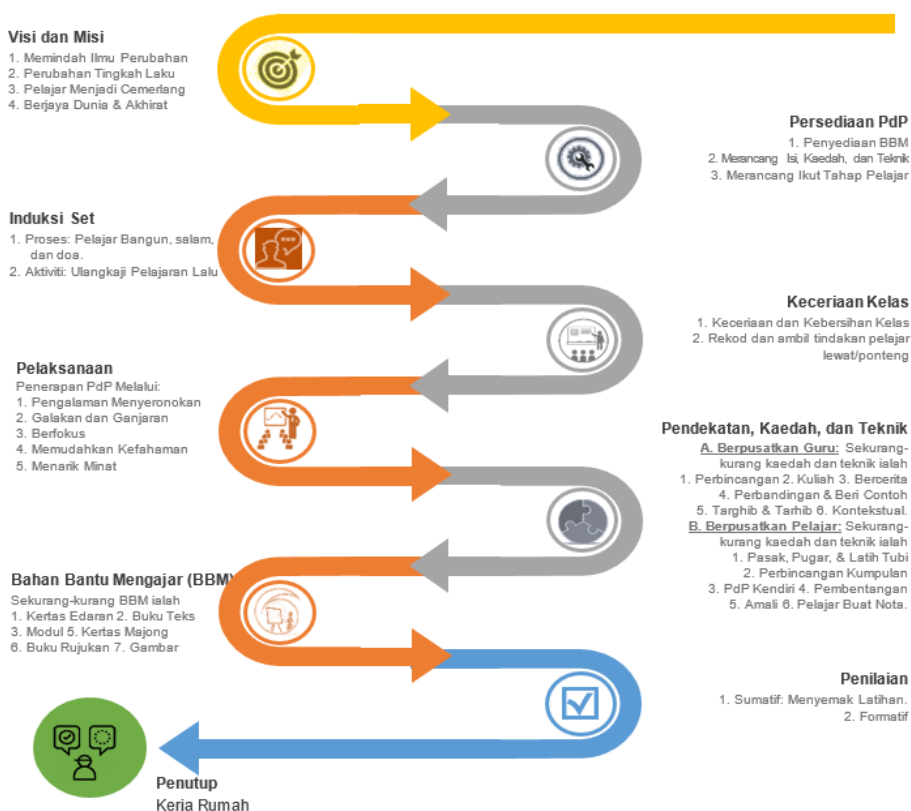 Visi dan Misi
1. Memindah Ilmu Perubahan
2. Perubahan Tingkah Laku
3. Pelajar Menjadi Cemerlang
4. Berjaya Dunia & Akhirat
Persediaan PdP
1. Penyediaan BBM
2. Merancang Isi, Kaedah, dan Teknik
3. Merancang Ikut Tahap Pelajar
Induksi Set
1. Proses: Pelajar Bangun, salam,
dan doa.
2. Aktiviti: Ulangkaji Pelajaran Lalu
Keceriaan Kelas
1. Keceriaan dan Kebersihan Kelas
2. Rekod dan ambil tindakan pelajar
lewat/ponteng
Pelaksanaan
Penerapan PdP Melalui:
1. Pengalaman Menyeronokan
2. Galakan dan Ganjaran
3. Berfokus
4. Memudahkan Kefahaman
5. Menarik Minat
Pendekatan, Kaedah, dan Teknik
A. Berpusatkan Guru: Sekurang-
kurang kaedah dan teknik ialah
1. Perbincangan 2. Kuliah 3. Bercerita
4. Perbandingan & Beri Contoh
5. Targhib & Tarhib 6. Kontekstual.
B. Berpusatkan Pelajar: Sekurang-
kurang kaedah dan teknik ialah
1. Pasak, Pugar, & Latih Tubi
2. Perbincangan Kumpulan
3. PdP Kendiri 4. Pembentangan
5. Amali 6. Pelajar Buat Nota.
Bahan Bantu Mengajar (BBM)
Sekurang-kurang BBM ialah
1. Kertas Edaran 2. Buku Teks
3. Modul 5. Kertas Majong
6. Buku Rujukan 7. Gambar
Penilaian
1. Sumatif: Menyemak Latihan.
2. Formatif
Penutup
Kerja Rumah